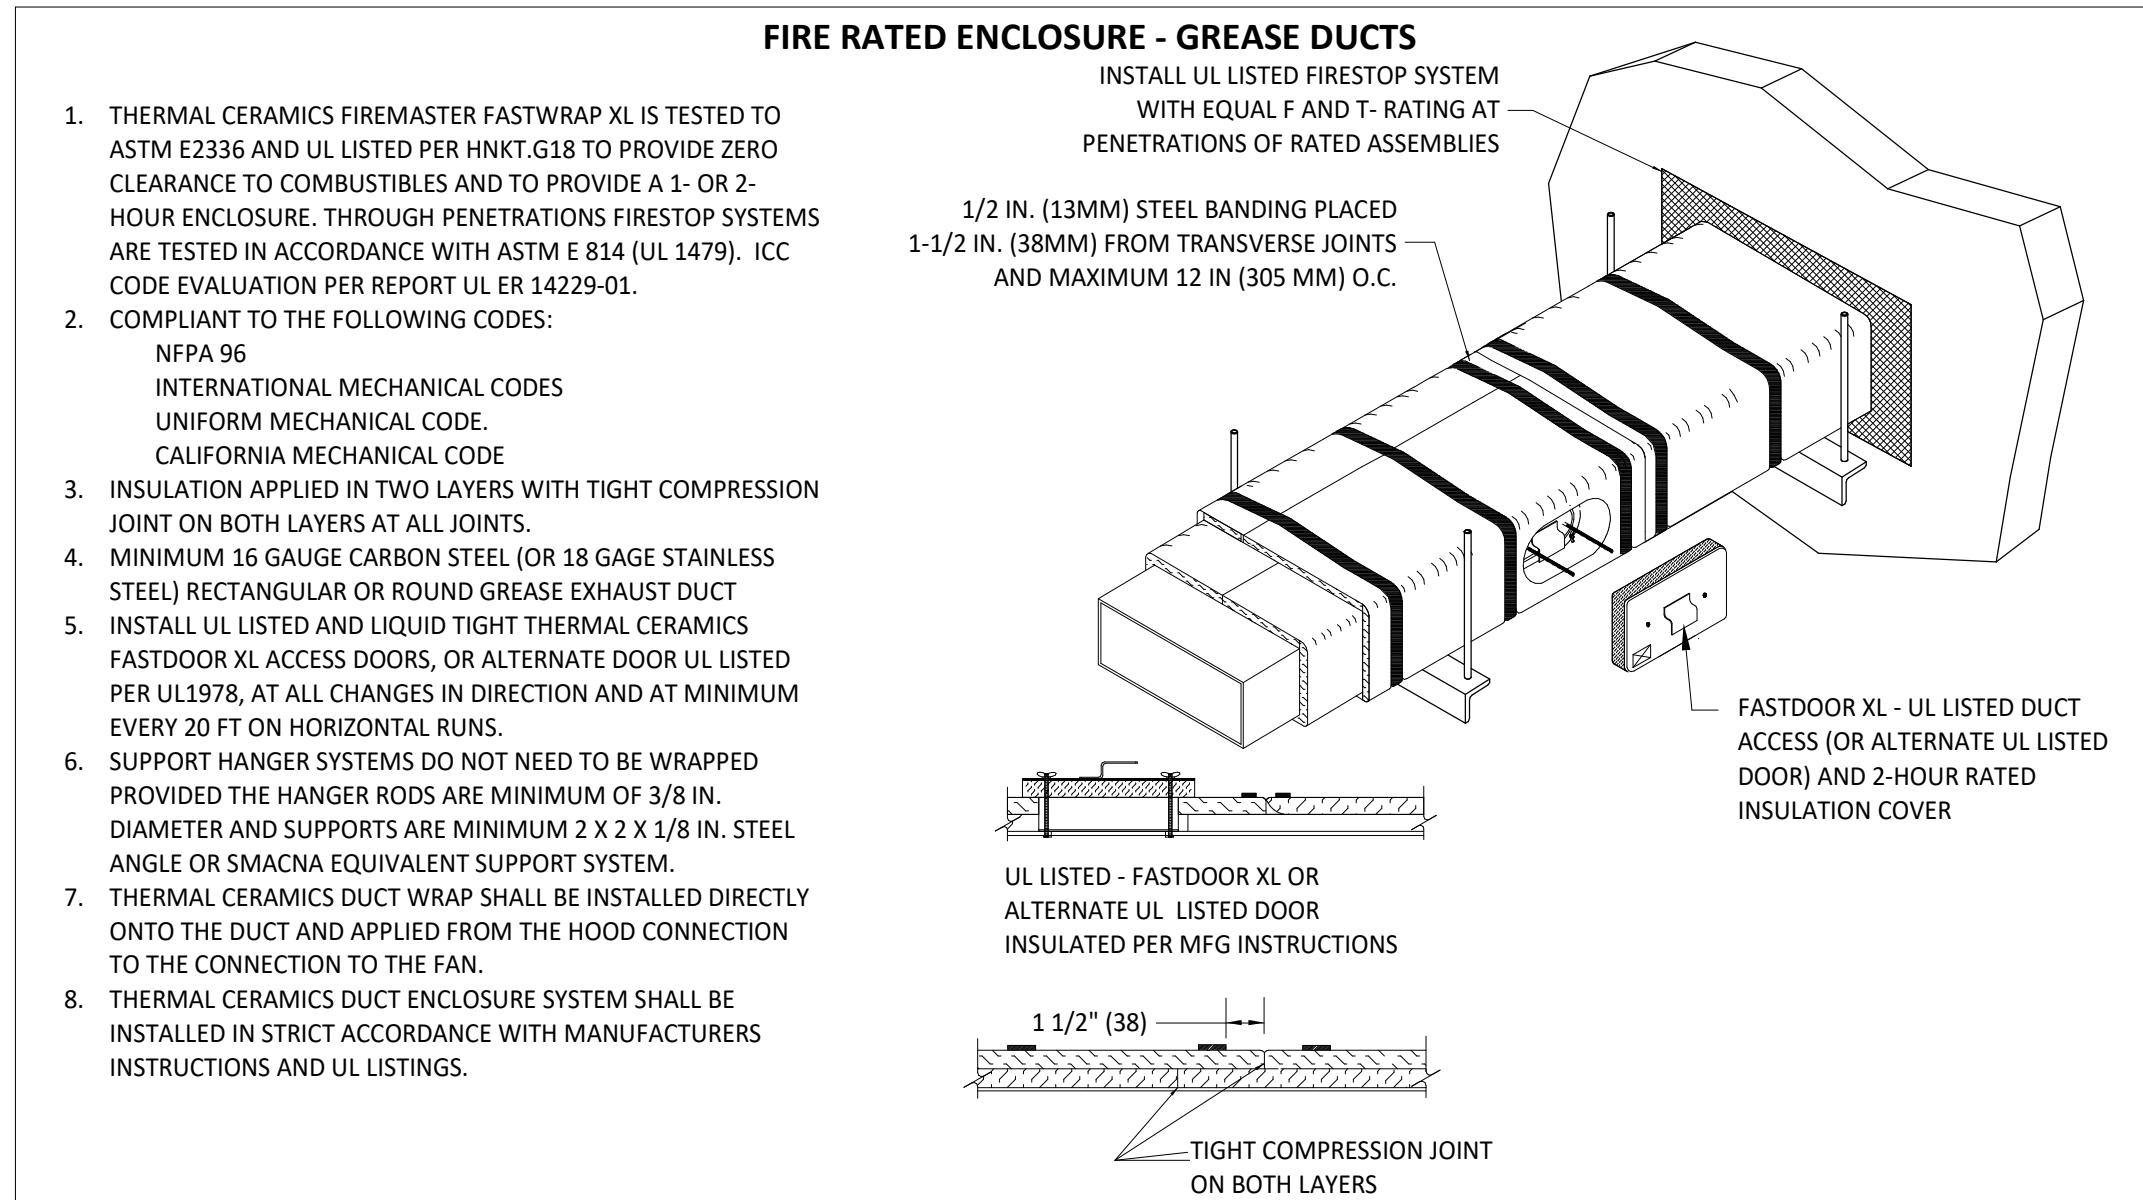 FIRE RATED ENCLOSURE - GREASE DUCTS
1. THERMAL CERAMICS FIREMASTER FASTWRAP XL IS TESTED TO
ASTM E2336 AND UL LISTED PER HNKT.G18 TO PROVIDE ZERO
CLEARANCE TO COMBUSTIBLES AND TO PROVIDE A 1- OR 2-
HOUR ENCLOSURE. THROUGH PENETRATIONS FIRESTOP SYSTEMS
ARE TESTED IN ACCORDANCE WITH ASTM E 814 (UL 1479). ICC
CODE EVALUATION PER REPORT UL ER 14229-01.
2. COMPLIANT TO THE FOLLOWING CODES:
NFPA 96
INTERNATIONAL MECHANICAL CODES
UNIFORM MECHANICAL CODE.
CALIFORNIA MECHANICAL CODE
3. INSULATION APPLIED IN TWO LAYERS WITH TIGHT COMPRESSION
JOINT ON BOTH LAYERS AT ALL JOINTS.
4. MINIMUM 16 GAUGE CARBON STEEL (OR 18 GAGE STAINLESS
STEEL) RECTANGULAR OR ROUND GREASE EXHAUST DUCT
5. INSTALL UL LISTED AND LIQUID TIGHT THERMAL CERAMICS
FASTDOOR XL ACCESS DOORS, OR ALTERNATE DOOR UL LISTED
PER UL1978, AT ALL CHANGES IN DIRECTION AND AT MINIMUM
EVERY 20 FT ON HORIZONTAL RUNS.
6. SUPPORT HANGER SYSTEMS DO NOT NEED TO BE WRAPPED
PROVIDED THE HANGER RODS ARE MINIMUM OF 3/8 IN.
DIAMETER AND SUPPORTS ARE MINIMUM 2 X 2 X 1/8 IN. STEEL
ANGLE OR SMACNA EQUIVALENT SUPPORT SYSTEM.
7. THERMAL CERAMICS DUCT WRAP SHALL BE INSTALLED DIRECTLY
ONTO THE DUCT AND APPLIED FROM THE HOOD CONNECTION
TO THE CONNECTION TO THE FAN.
8. THERMAL CERAMICS DUCT ENCLOSURE SYSTEM SHALL BE
INSTALLED IN STRICT ACCORDANCE WITH MANUFACTURERS
INSTRUCTIONS AND UL LISTINGS.
INSTALL UL LISTED FIRESTOP SYSTEM
WITH EQUAL F AND T- RATING AT
PENETRATIONS OF RATED ASSEMBLIES
1/2 IN. (13MM) STEEL BANDING PLACED
1-1/2 IN. (38MM) FROM TRANSVERSE JOINTS
AND MAXIMUM 12 IN (305 MM) O.C.
FASTDOOR XL - UL LISTED DUCT
ACCESS (OR ALTERNATE UL LISTED
DOOR) AND 2-HOUR RATED
INSULATION COVER
UL LISTED - FASTDOOR XL OR
ALTERNATE UL LISTED DOOR
INSULATED PER MFG INSTRUCTIONS
1 1/2" (38)
TIGHT COMPRESSION JOINT
ON BOTH LAYERS